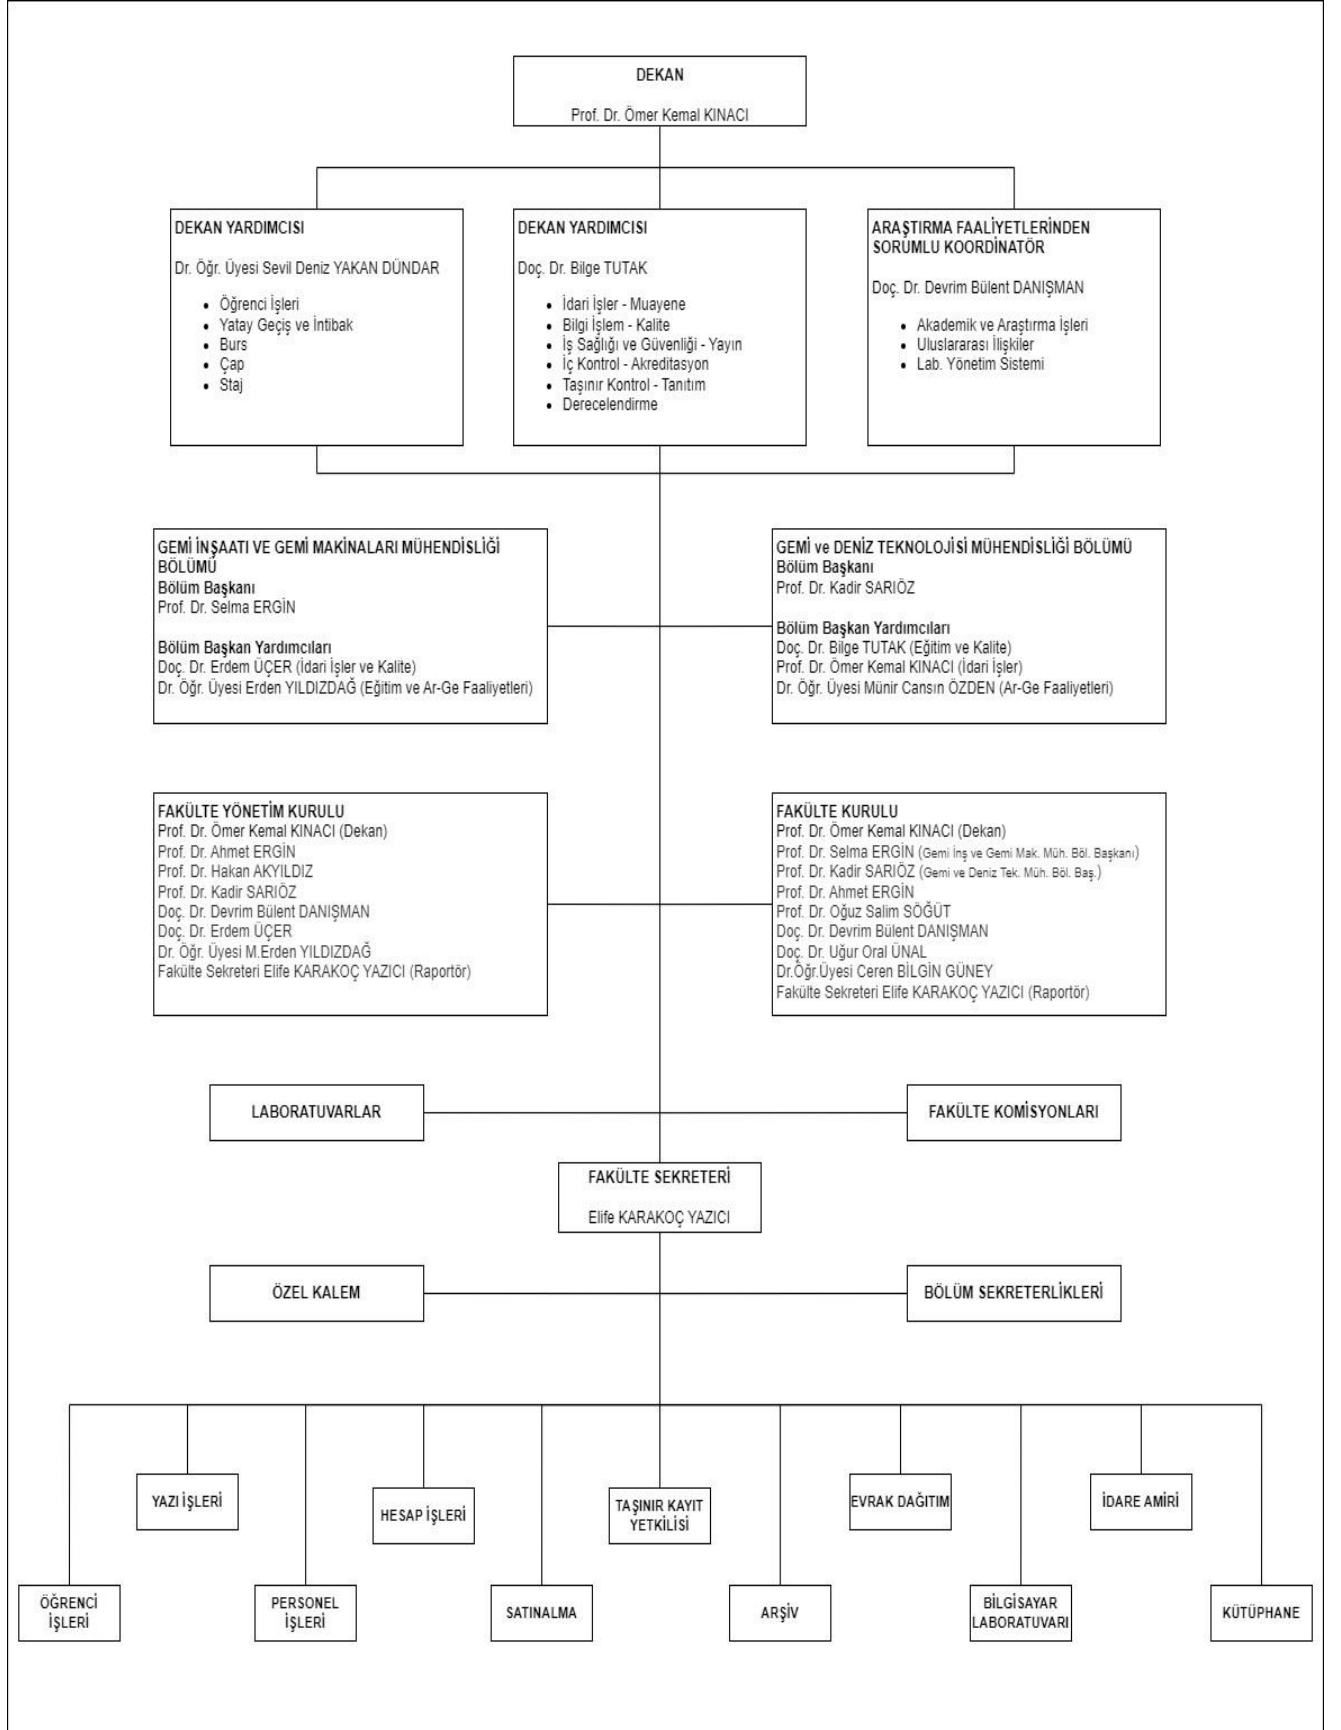 DEKAN
Prof. Dr. Ömer Kemal KINACI
DEKAN YARDIMCISI
Dr. Öğr. Üyesi Sevil Deniz YAKAN DÜNDAR
• Öğrenci İşleri
• Yatay Geçiş ve İntibak
• Burs
• Çap
• Staj
DEKAN YARDIMCISI
Doç. Dr. Bilge TUTAK
• İdari İşler - Muayene
• Bilgi İşlem - Kalite
• İş Sağlığı ve Güvenliği - Yayın
• İç Kontrol - Akreditasyon
• Taşınır Kontrol - Tanıtım
• Derecelendirme
ARAŞTIRMA FAALİYETLERİNDEN
SORUMLU KOORDİNATÖR
Doç. Dr. Devrim Bülent DANIŞMAN
• Akademik ve Araştırma İşleri
• Uluslararası İlişkiler
• Lab. Yönetim Sistemi
GEMİ İNŞAATI VE GEMİ MAKİNALARI MÜHENDİSLİĞİ
BÖLÜMÜ
Bölüm Başkanı
Prof. Dr. Selma ERGİN
Bölüm Başkan Yardımcıları
Doç. Dr. Erdem ÜÇER (İdari İşler ve Kalite)
Dr. Öğr. Üyesi Erden YILDIZDAĞ (Eğitim ve Ar-Ge Faaliyetleri)
GEMİ ve DENİZ TEKNOLOJİSİ MÜHENDİSLİĞİ BÖLÜMÜ
Bölüm Başkanı
Prof. Dr. Kadir SARIÖZ
Bölüm Başkan Yardımcıları
Doç. Dr. Bilge TUTAK (Eğitim ve Kalite)
Prof. Dr. Ömer Kemal KINACI (İdari İşler)
Dr. Öğr. Üyesi Münir Cansın ÖZDEN (Ar-Ge Faaliyetleri)
FAKÜLTE YÖNETİM KURULU
Prof. Dr. Ömer Kemal KINACI (Dekan)
Prof. Dr. Ahmet ERGİN
Prof. Dr. Hakan AKYILDIZ
Prof. Dr. Kadir SARIÖZ
Doç. Dr. Devrim Bülent DANIŞMAN
Doç. Dr. Erdem ÜÇER
Dr. Öğr. Üyesi M.Erden YILDIZDAĞ
Fakülte Sekreteri Elife KARAKOÇ YAZICI (Raportör)
FAKÜLTE KURULU
Prof. Dr. Ömer Kemal KINACI (Dekan)
Prof. Dr. Selma ERGİN (Gemi İnş ve Gemi Mak. Müh. Böl. Başkanı)
Prof. Dr. Kadir SARIÖZ (Gemi ve Deniz Tek. Müh. Böl. Baş.)
Prof. Dr. Ahmet ERGİN
Prof. Dr. Oğuz Salim SÖĞÜT
Doç. Dr. Devrim Bülent DANIŞMAN
Doç. Dr. Uğur Oral ÜNAL
Dr.Öğr.Üyesi Ceren BİLGİN GÜNEY
Fakülte Sekreteri Elife KARAKOÇ YAZICI (Raportör)
LABORATUVARLAR
FAKÜLTE KOMİSYONLARI
FAKÜLTE SEKRETERİ
Elife KARAKOÇ YAZICI
ÖZEL KALEM
BÖLÜM SEKRETERLİKLERİ
YAZI İŞLERİ
HESAP İŞLERİ
TAŞINIR KAYIT
YETKİLİSİ
EVRAK DAĞITIM
İDARE AMİRİ
ÖĞRENCİ
İŞLERİ
PERSONEL
İŞLERİ
SATINALMA
ARŞİV
BİLGİSAYAR
LABORATUVARI
KÜTÜPHANE